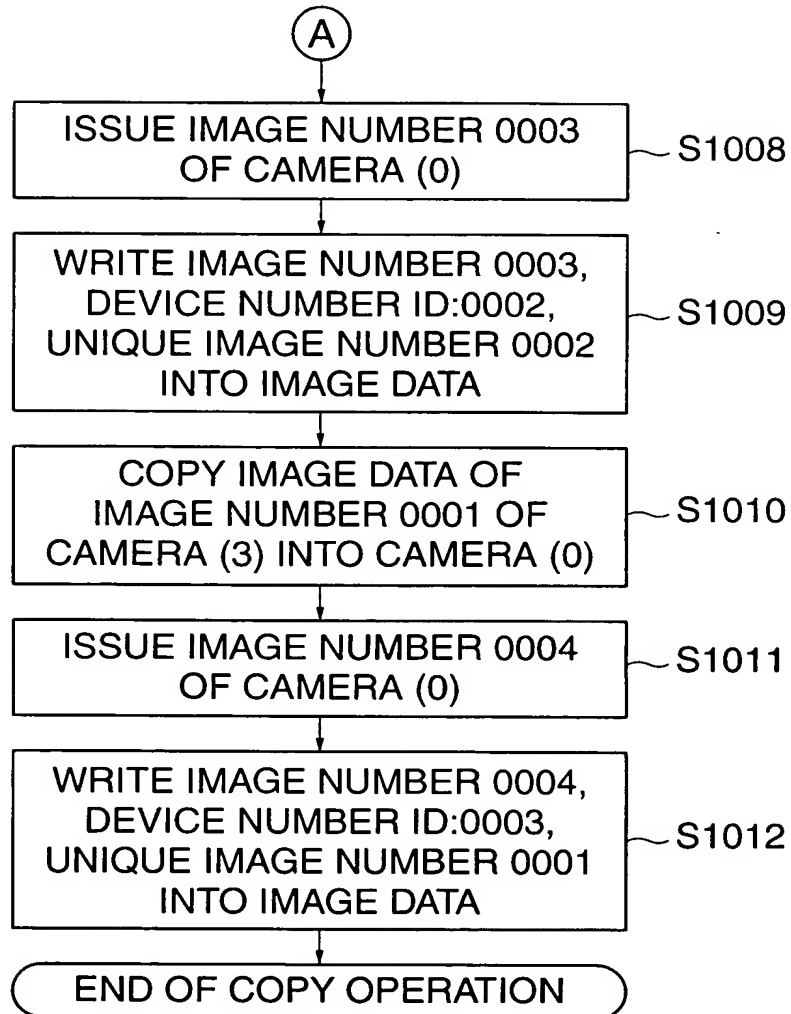 A
ISSUE IMAGE NUMBER 0003
OF CAMERA (0)
S1008
WRITE IMAGE NUMBER 0003,
DEVICE NUMBER ID:0002,
UNIQUE IMAGE NUMBER 0002
INTO IMAGE DATA
S1009
COPY IMAGE DATA OF
IMAGE NUMBER 0001 OF
CAMERA (3) INTO CAMERA (0)
S1010
ISSUE IMAGE NUMBER 0004
OF CAMERA (0)
S1011
WRITE IMAGE NUMBER 0004,
DEVICE NUMBER ID:0003,
UNIQUE IMAGE NUMBER 0001
INTO IMAGE DATA
S1012
END OF COPY OPERATION